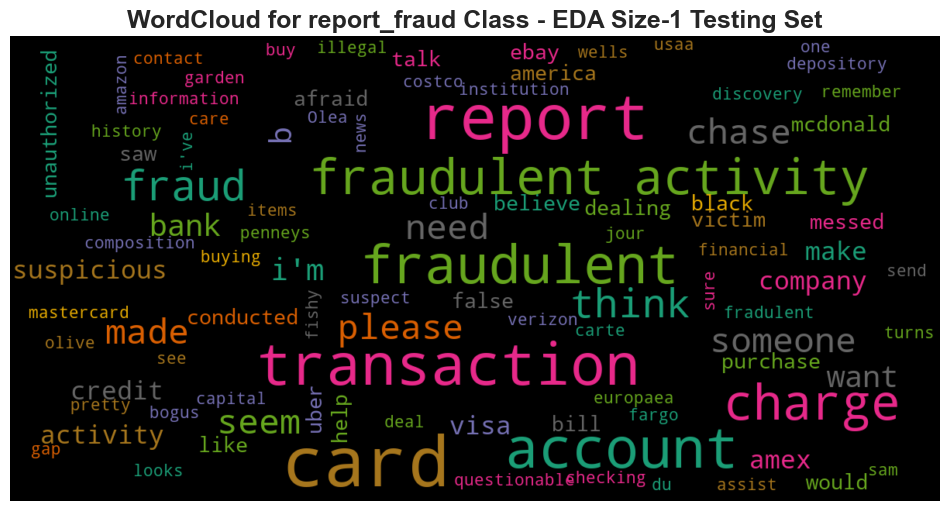 WordCloud for report_fraud Class - EDA Size-1 Testing Set
unauthorized
contact
amazon
garden
information
buy
illegal
talk
ebay
wells
usaa
one
depository
america
costco
institution
discovery
remember
history
i've
care
afraid
Olea
news
b
report
chase
mcdonald
saw
fraud
fraudulent activity
online
bank
items
penneys
club
believe
dealing
black
victim
messed
composition
need
jour
buying
suspicious
i'm
fraudulent
financial
make
sure
company
send
mastercard
fishy
suspect
false
verizon
think
carte
fradulent
turns
olive
made
conducted
please
someone
see
purchase
want
transaction
credit
pretty
bogus
capital
uber
help
europaea
fargo
charge
activity
seem
like
deal
visa
bill
gap
looks
card
account
amex
questionable
checking
du
assist
would
sam